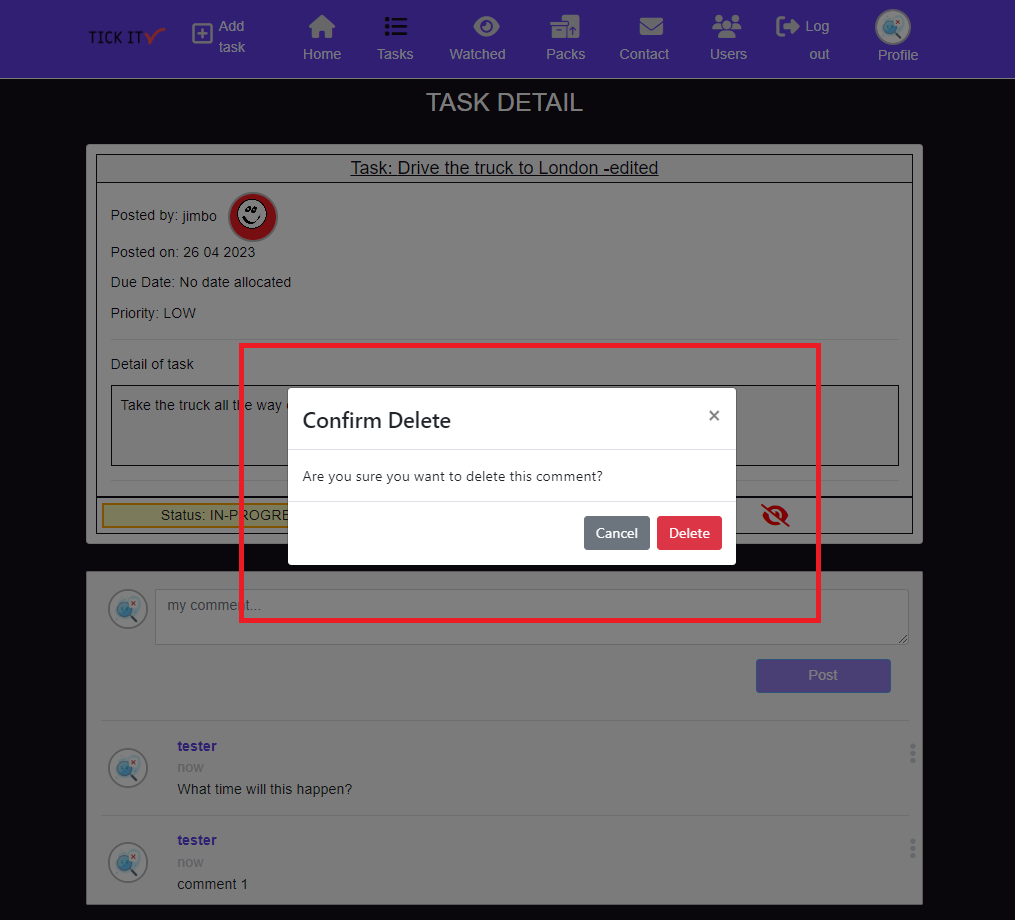 TICK IT
Add
task
Home
Tasks
Watched
Packs
Contact
Users
Log
out
Profile
TASK DETAIL
Task: Drive the truck to London -edited
Posted by: jimbo
Posted on: 26 04 2023
Due Date: No date allocated
Priority: LOW
Detail of task
Take the truck all the way
Confirm Delete
×
Are you sure you want to delete this comment?
Cancel Delete
Status: IN-PROGRE
my comment...
Post
tester
now
What time will this happen?
tester
now
comment 1